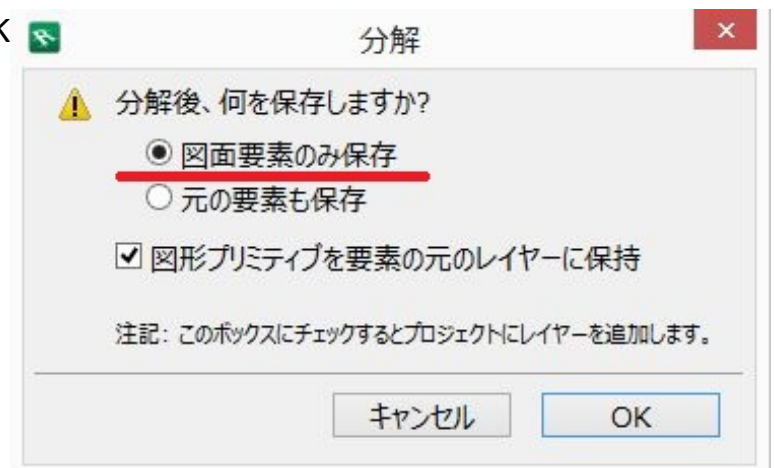 K
分解
分解後、何を保存しますか?
図面要素のみ保存
元の要素も保存
図形プリミティブを要素の元のレイヤーに保持
注記: このボックスにチェックするとプロジェクトにレイヤーを追加します。
キャンセル OK